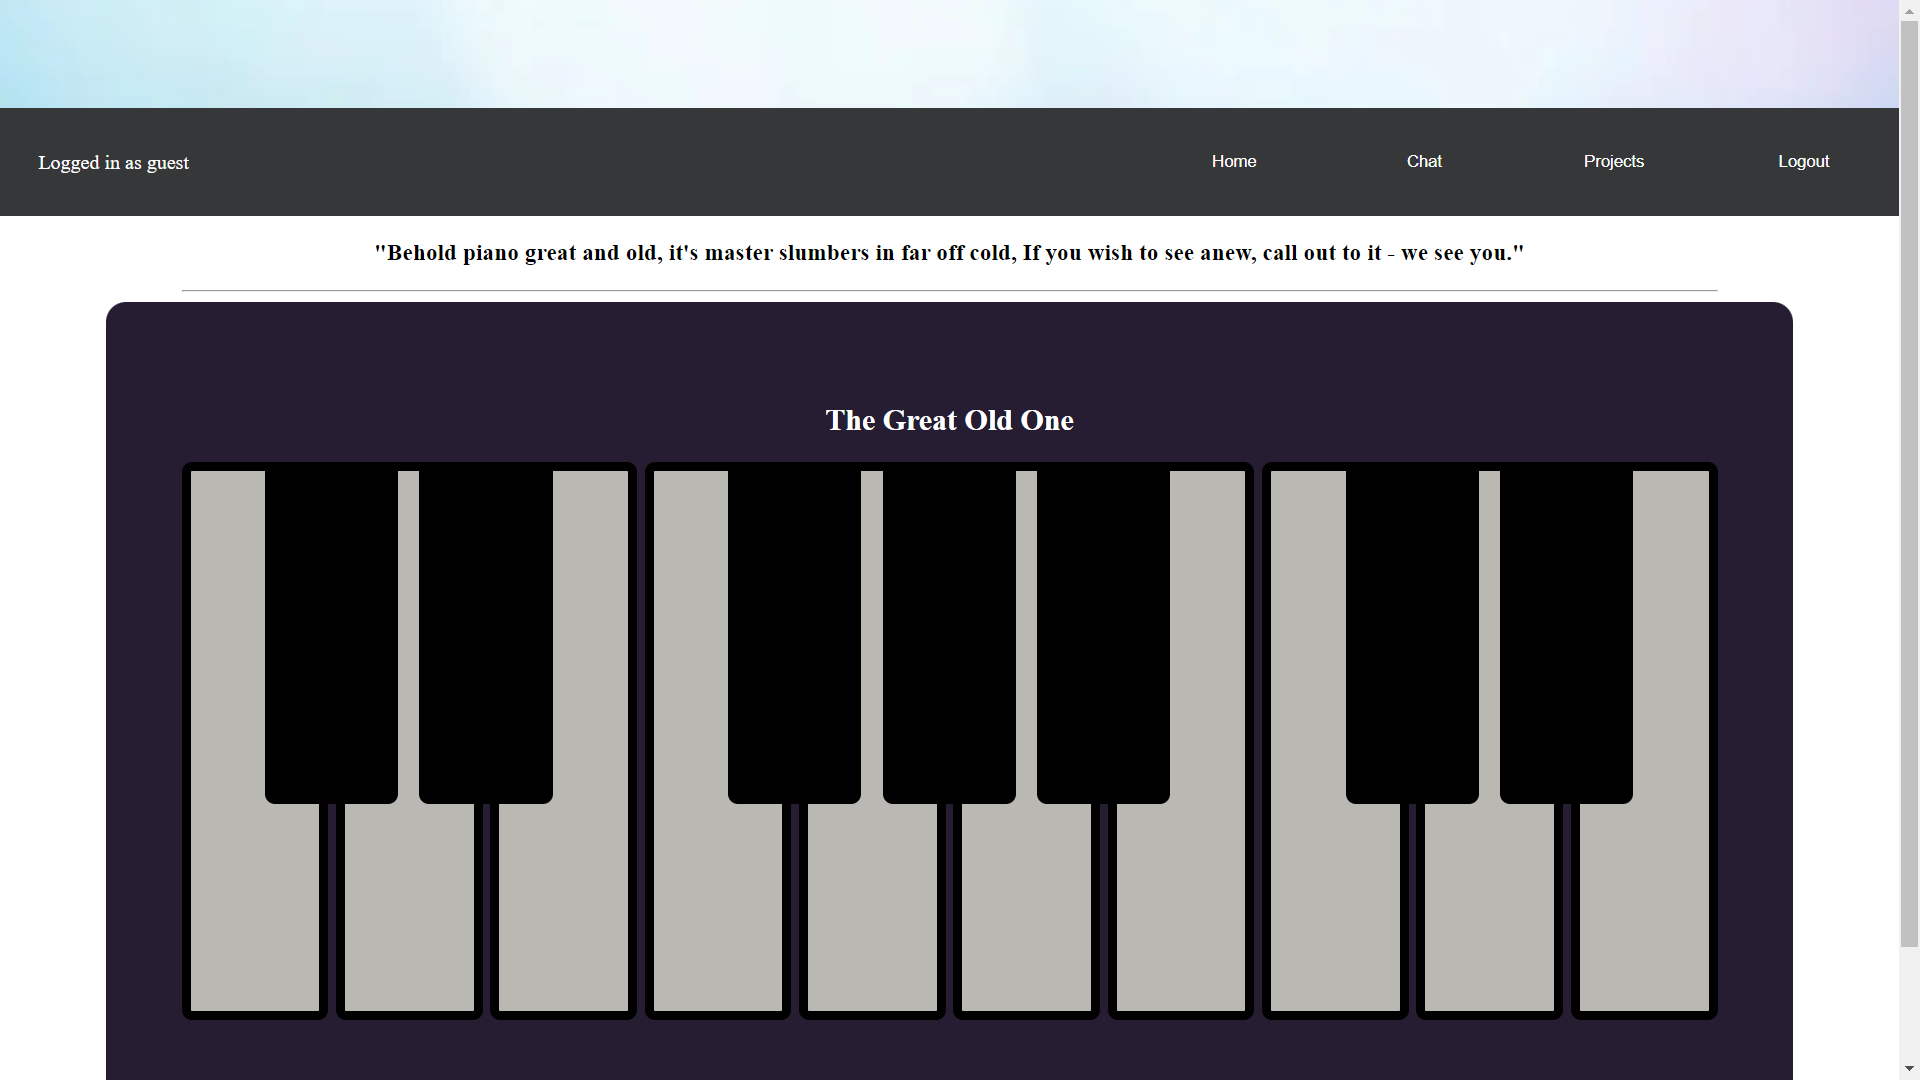 Logged in as guest
Home
Chat
Projects
Logout
"Behold piano great and old, it's master slumbers in far off cold, If you wish to see anew, call out to it - we see you."
The Great Old One